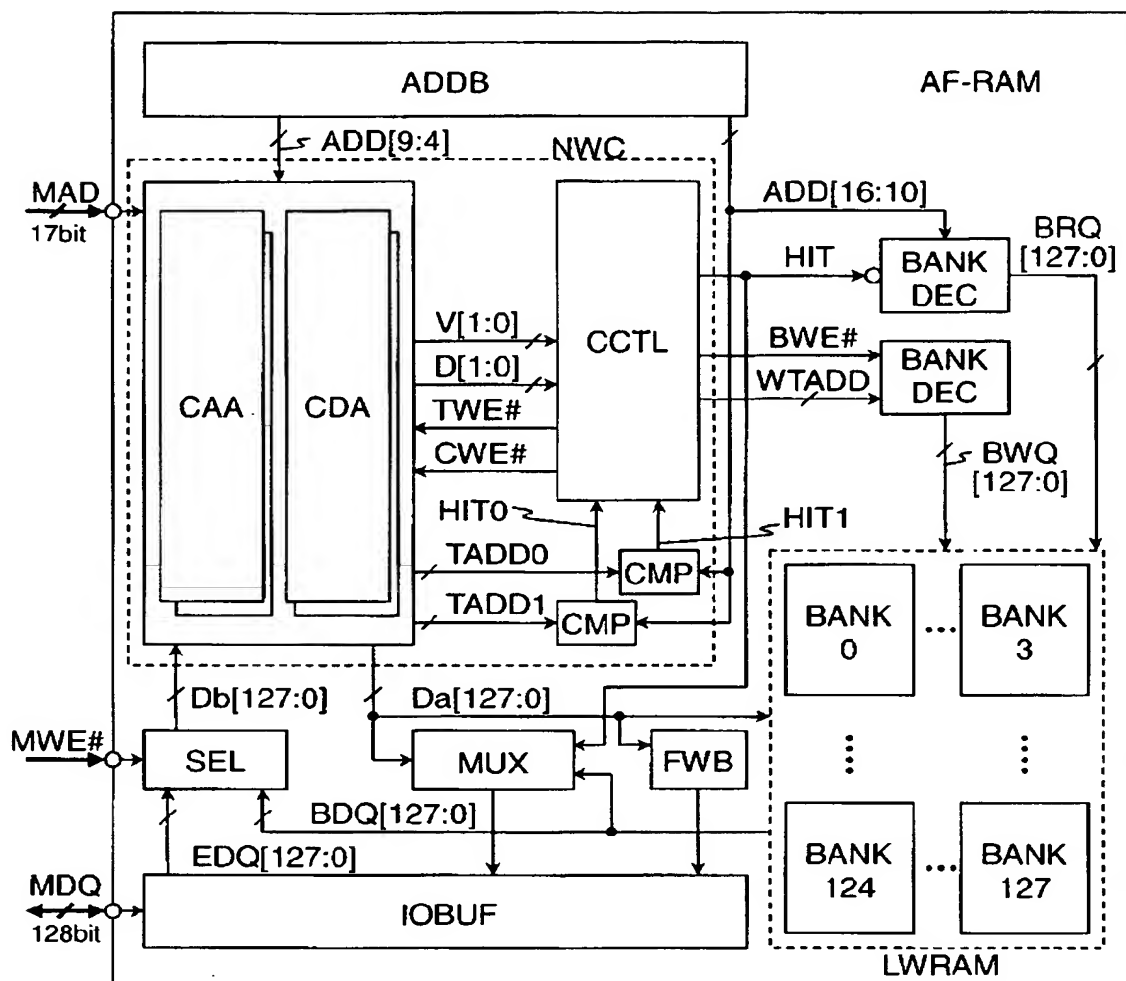 ADDB
AF-RAM
ADD[9:4]
NWC
MAD
17bit
ADD[16:10]
HIT
BANK
DEC
BRQ
[127:0]
CAA
CDA
V[1:0]
D[1:0]
TWE#
CWE#
CCTL
BWE#
WTADD
BANK
DEC
BWQ
[127:0]
HIT0
HIT1
TADD0
CMP
TADD1
CMP
BANK
0
BANK
3
Db[127:0]
Da[127:0]
MWE#
SEL
MUX
FWB
BDQ[127:0]
EDQ[127:0]
BANK
124
BANK
127
MDQ
128bit
IOBUF
LWRAM